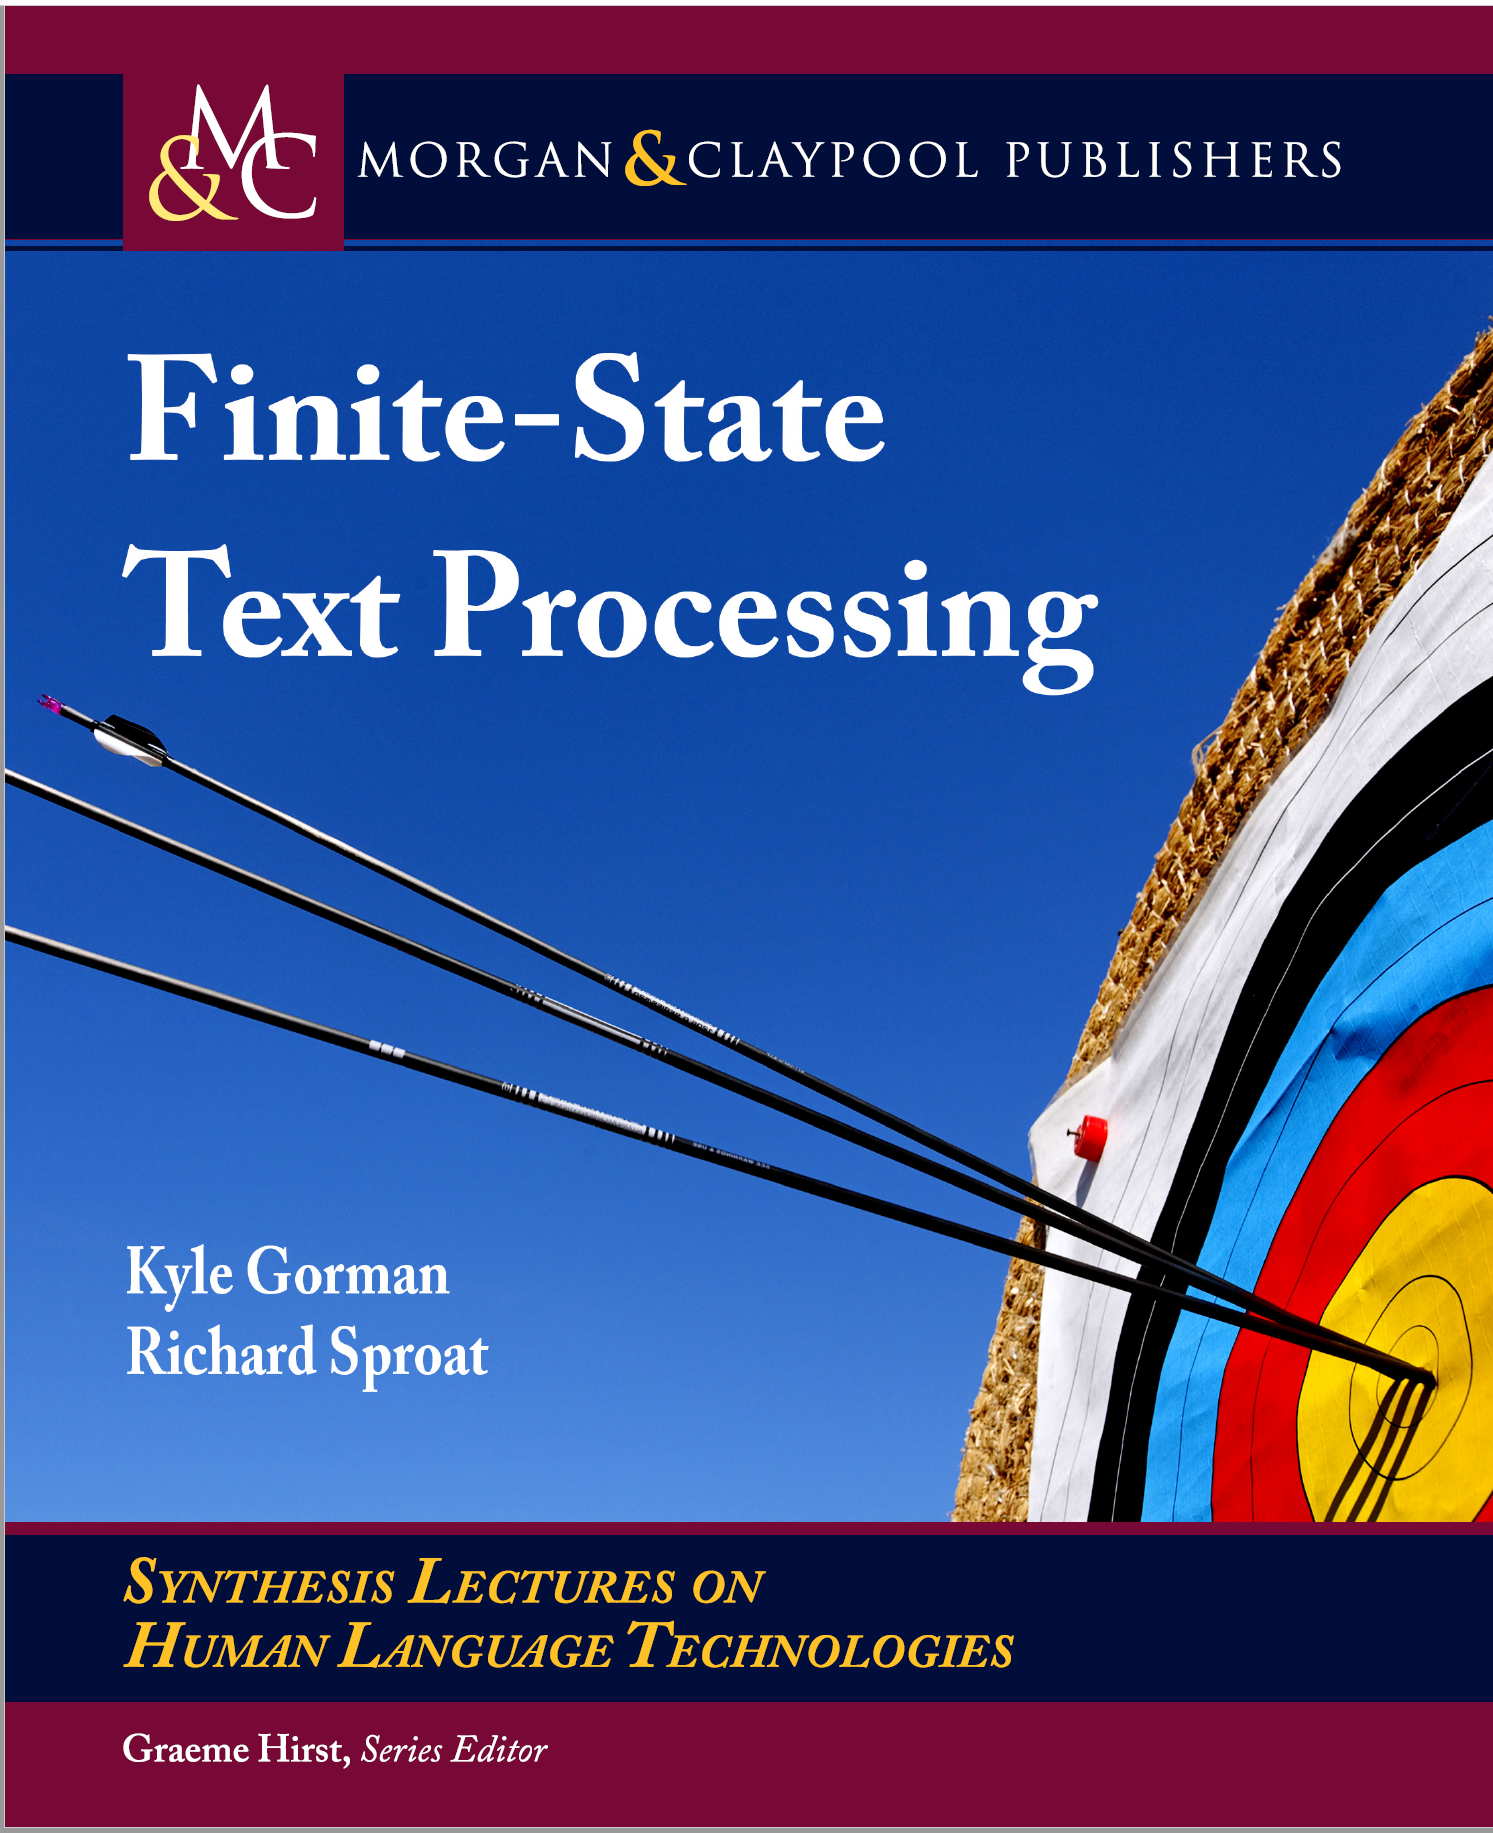 M&C
MORGAN & CLAYPOOL PUBLISHERS
Finite-State
Text Processing
Kyle Gorman
Richard Sproat
SYNTHESIS LECTURES ON
HUMAN LANGUAGE TECHNOLOGIES
Graeme Hirst, Series Editor